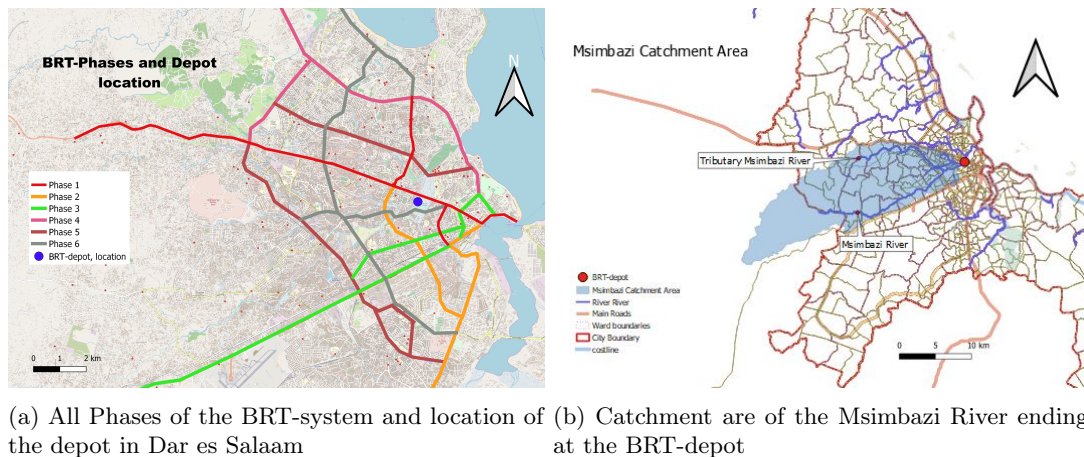 BRT-Phases and Depot
location
N
Phase 1
Phase 2
Phase 3
Phase 4
Phase 5
Phase 6
BRT-depot, location
0 1 2 km
Msimbazi Catchment Area
Tributary Msimbazi River
Msimbazi River
BRT-depot
Msimbazi Catchment Area
River River
Main Roads
Ward boundaries
City Boundary
costline
0 5 10 km
(a) All Phases of the BRT-system and location of
the depot in Dar es Salaam
(b) Catchment are of the Msimbazi River ending
at the BRT-depot